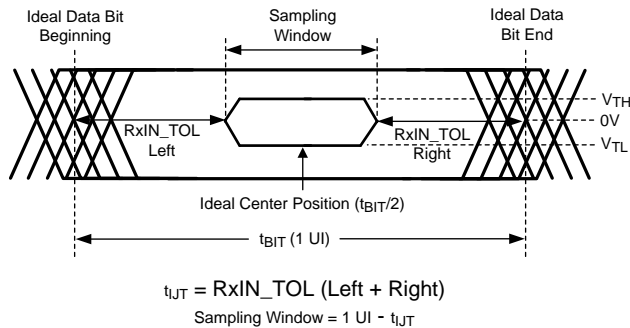 Ideal Data Bit
Beginning
Sampling
Window
Ideal Data
Bit End
VTH
0V
VTL
RxIN_TOL
Left
RxIN_TOL
Right
Ideal Center Position (tBIT/2)
tBIT (1 UI)
tIJT = RxIN_TOL (Left + Right)
Sampling Window = 1 UI - tIJT